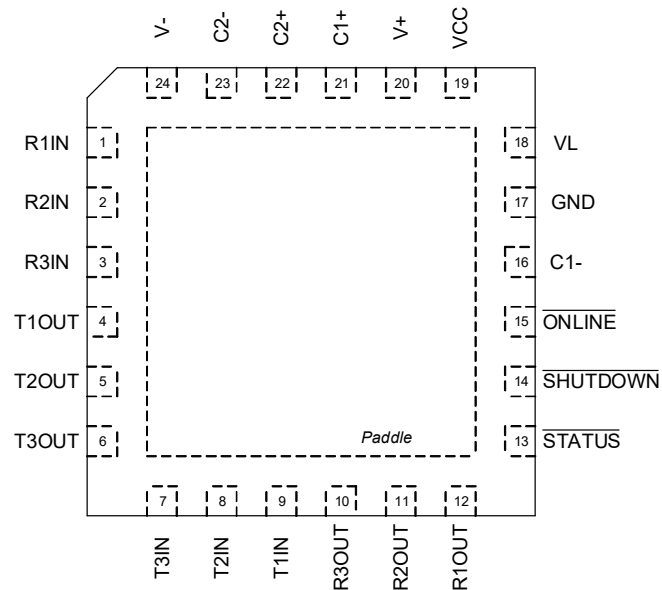 V- C2- C2+ C1+ V+ VCC
24 23 22 21 20 19
R1IN 1 18 VL
R2IN 2 17 GND
R3IN 3 16 C1-
T1OUT 4 15 ONLINE
T2OUT 5 14 SHUTDOWN
T3OUT 6 Paddle 13 STATUS
7 8 9 10 11 12
T3IN T2IN T1IN R3OUT R2OUT R1OUT